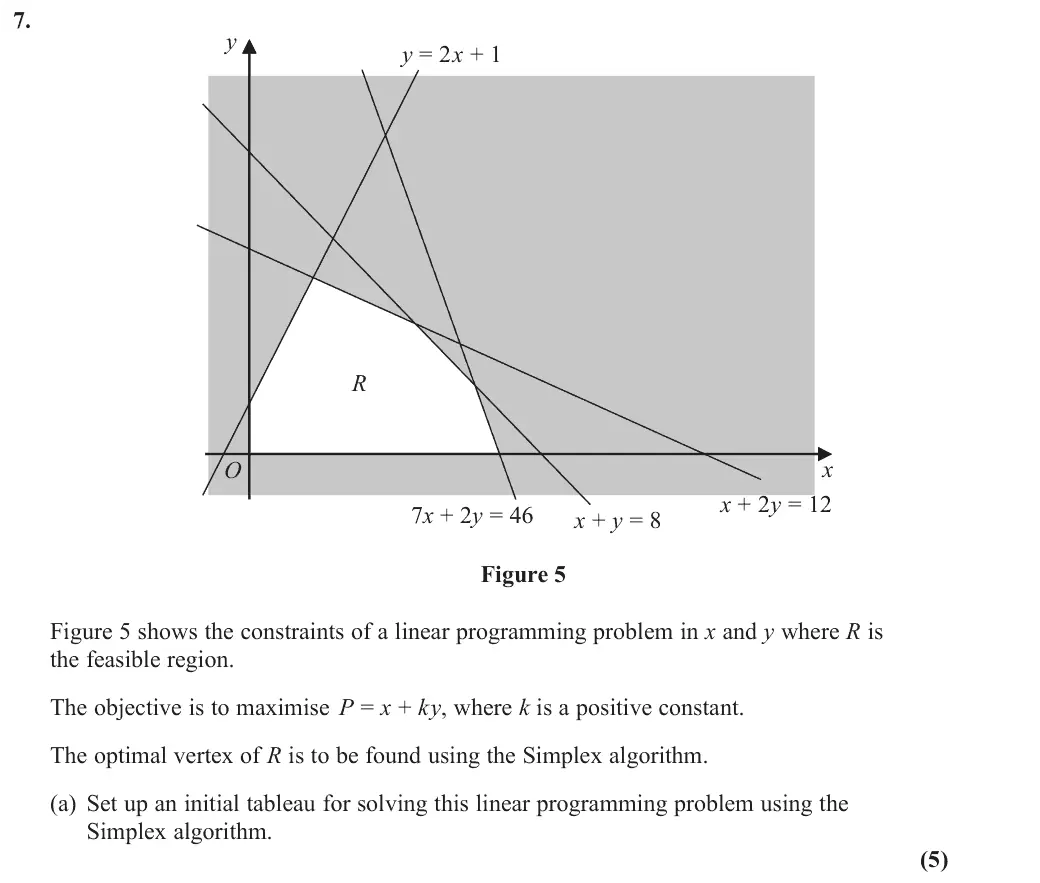 7.
y
y = 2x + 1
R
O
x
7x + 2y = 46
x + y = 8
x + 2y = 12
Figure 5
Figure 5 shows the constraints of a linear programming problem in x and y where R is
the feasible region.
The objective is to maximise P = x + ky, where k is a positive constant.
The optimal vertex of R is to be found using the Simplex algorithm.
(a) Set up an initial tableau for solving this linear programming problem using the
Simplex algorithm.
(5)